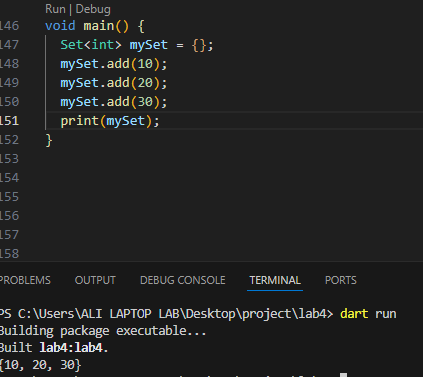 Run | Debug
146 void main() {
147 Set<int> mySet = {};
148 mySet.add(10);
149 mySet.add(20);
150 mySet.add(30);
151 print(mySet);
152 }
153
154
155
156
157
158
PROBLEMS OUTPUT DEBUG CONSOLE TERMINAL PORTS
PS C:\Users\ALI LAPTOP LAB\Desktop\project\lab4> dart run
Building package executable...
Built lab4:lab4.
{10, 20, 30}